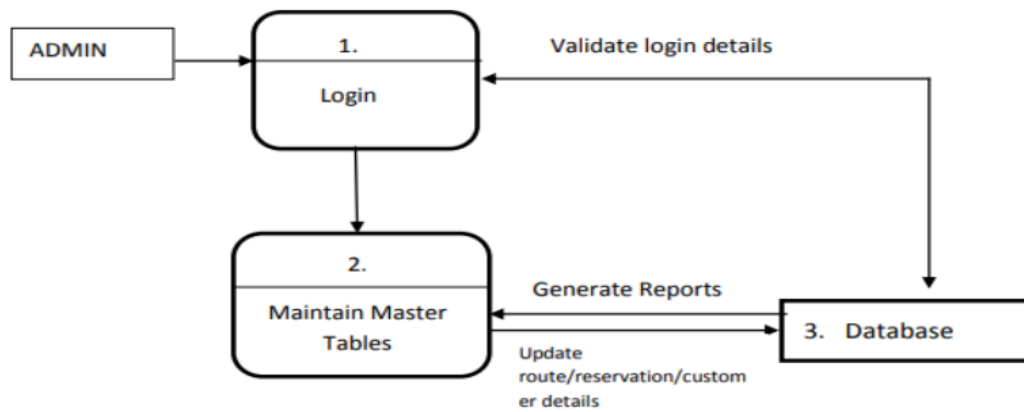 ADMIN
1.
Login
Validate login details
2.
Maintain Master
Tables
Generate Reports
3. Database
Update
route/reservation/custom
er details